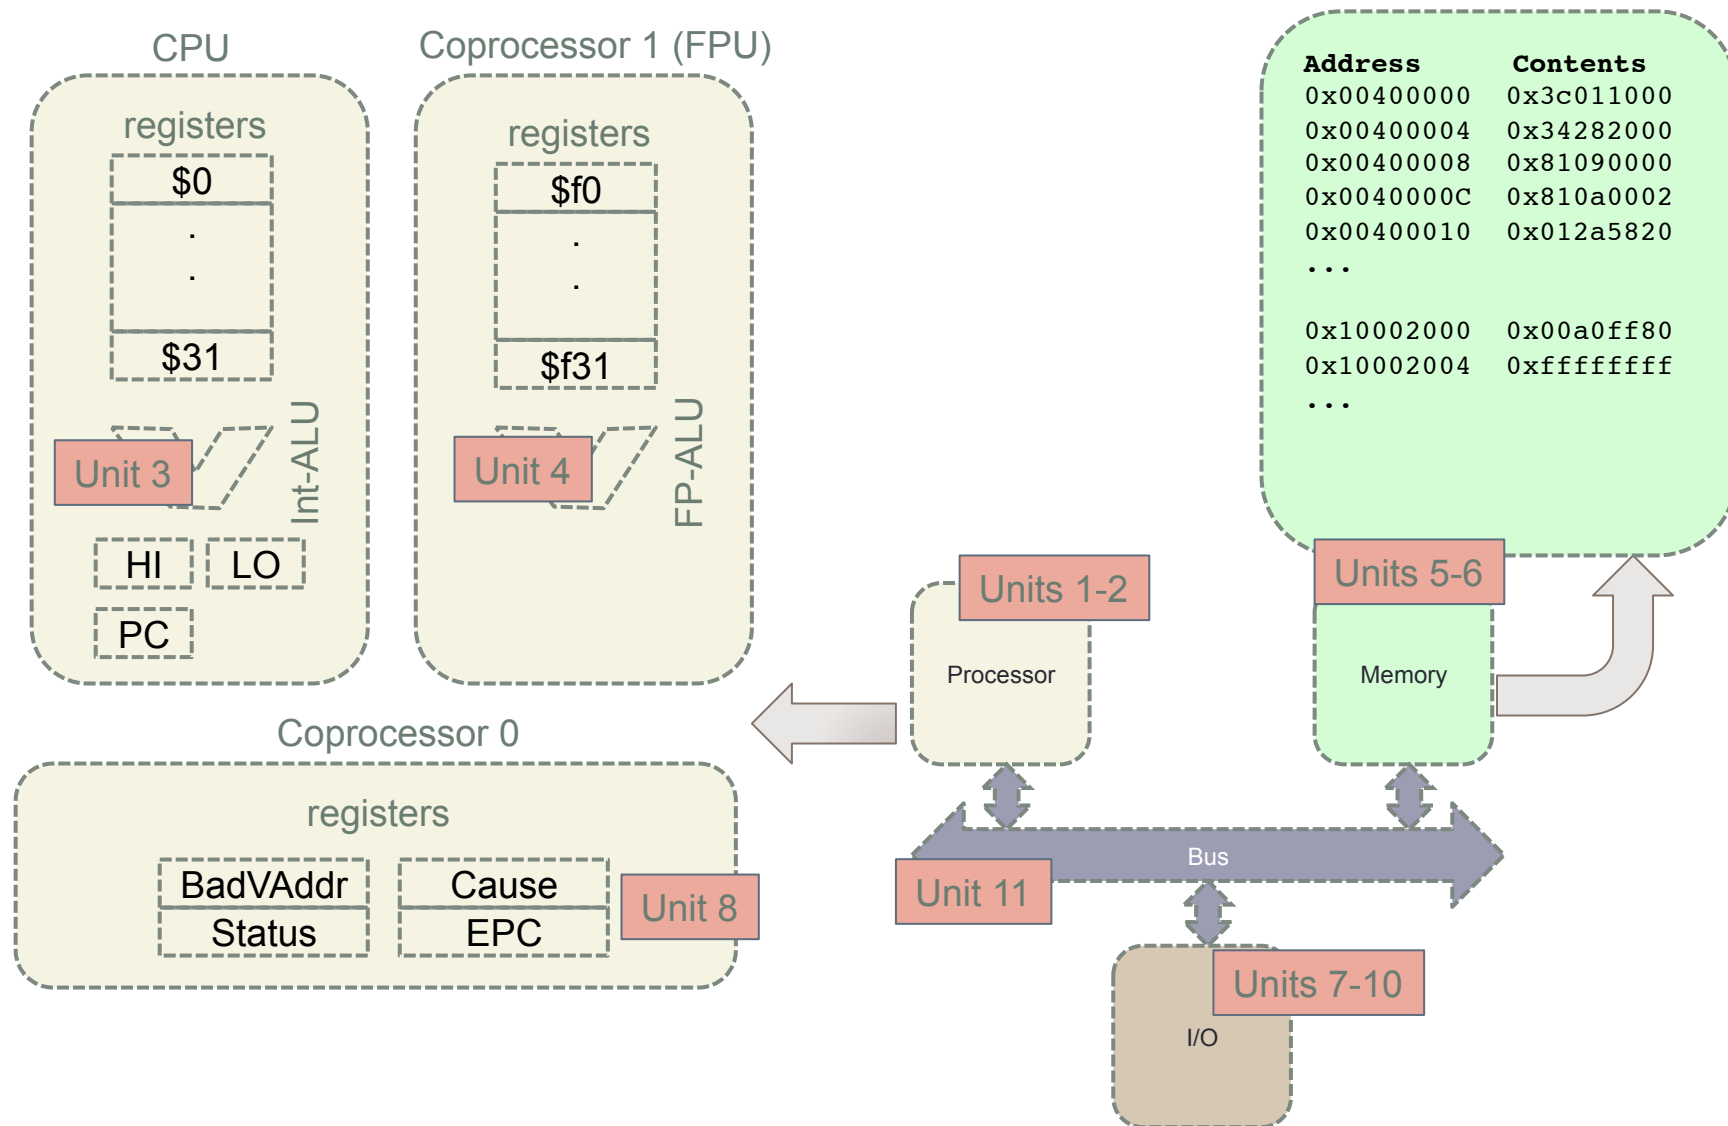 CPU
registers
$0
.
.
$31
Int-ALU
Unit 3
HI
LO
PC
Coprocessor 1 (FPU)
registers
$f0
.
.
$f31
FP-ALU
Unit 4
Coprocessor 0
registers
BadVAddr
Cause
Status
EPC
Unit 8
Address Contents
0x00400000 0x3c011000
0x00400004 0x34282000
0x00400008 0x81090000
0x0040000C 0x810a0002
0x00400010 0x012a5820
...
0x10002000 0x00a0ff80
0x10002004 0xffffffff
...
Units 1-2
Processor
Units 5-6
Memory
Bus
Unit 11
Units 7-10
I/O